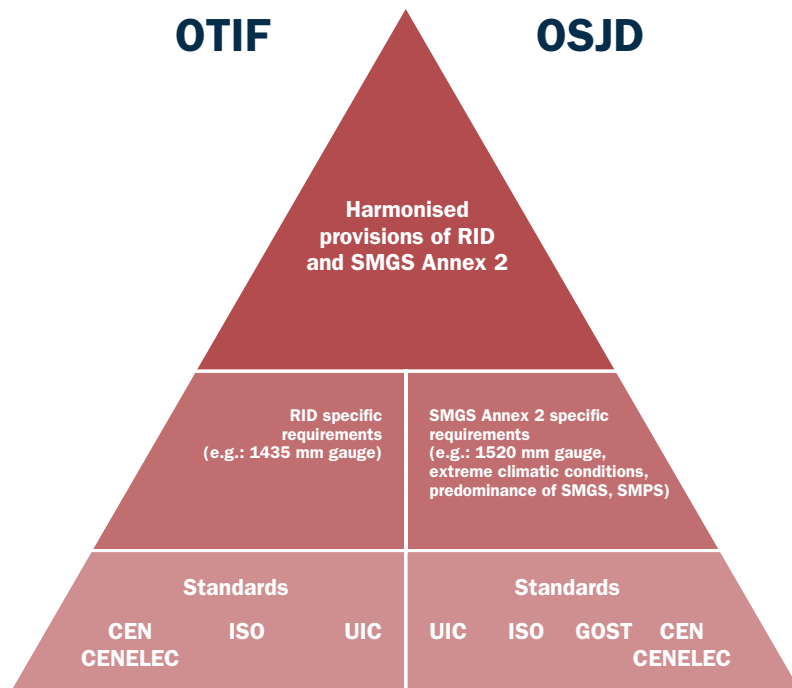 OTIF
OSJD
Harmonised
provisions of RID
and SMGS Annex 2
RID specific
requirements
(e.g.: 1435 mm gauge)
SMGS Annex 2 specific
requirements
(e.g.: 1520 mm gauge,
extreme climatic conditions,
predominance of SMGS, SMPS)
Standards
CEN
CENELEC
ISO
UIC
Standards
UIC
ISO
GOST
CEN
CENELEC